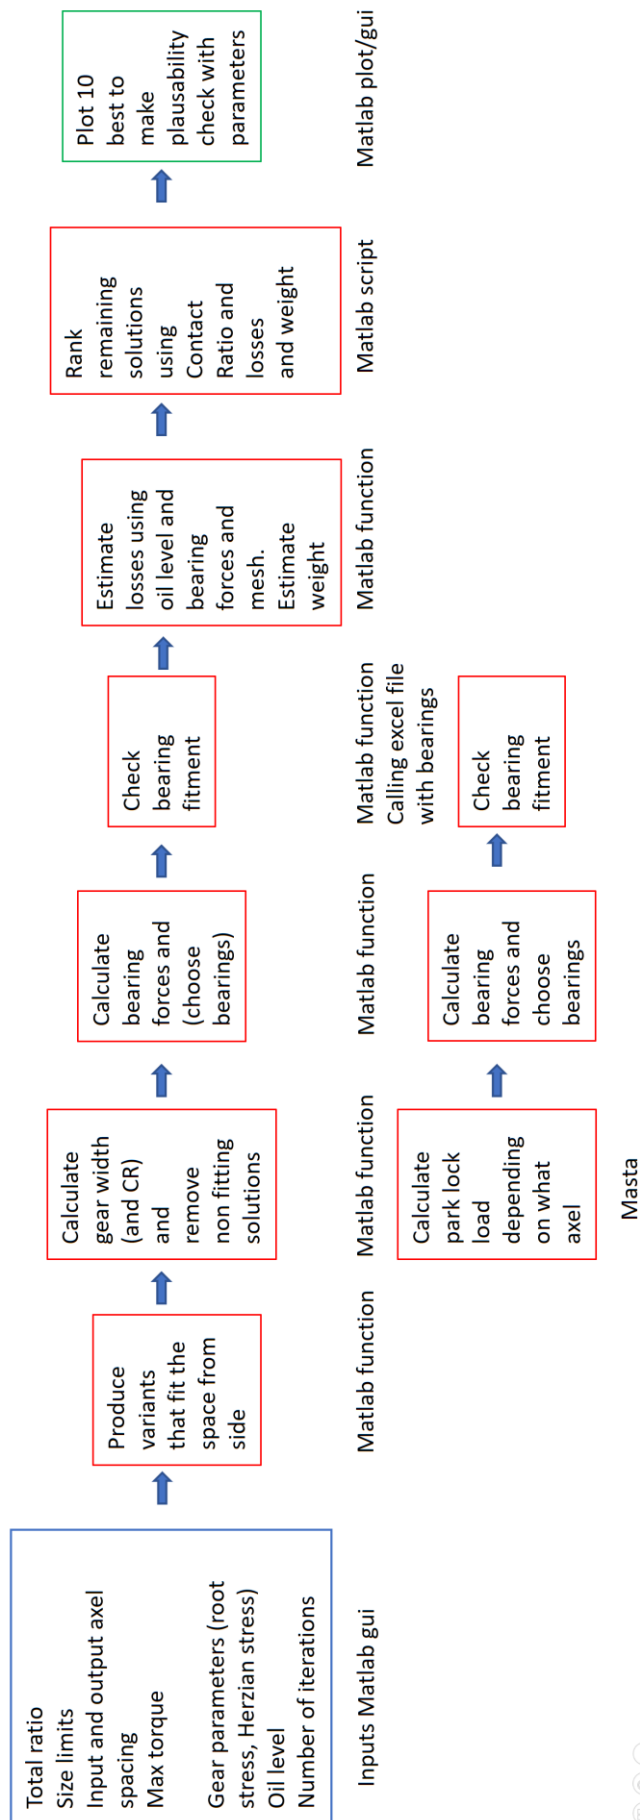 Total ratio
Size limits
Input and output axel
spacing
Max torque
Gear parameters (root
stress, Herzian stress)
Oil level
Number of iterations
Inputs Matlab gui
Produce
variants
that fit the
space from
side
Matlab function
Calculate
gear width
(and CR)
and
remove
non fitting
solutions
Matlab function
Calculate
bearing
forces and
(choose
bearings)
Matlab function
Check
bearing
fitment
Matlab function
Calling excel file
with bearings
Estimate
losses using
oil level and
bearing
forces and
mesh.
Estimate
weight
Matlab function
Rank
remaining
solutions
using
Contact
Ratio and
losses
and weight
Matlab script
Plot 10
best to
make
plausability
check with
parameters
Matlab plot/gui
Calculate
park lock
load
depending
on what
axel
Masta
Calculate
bearing
forces and
choose
bearings
Check
bearing
fitment